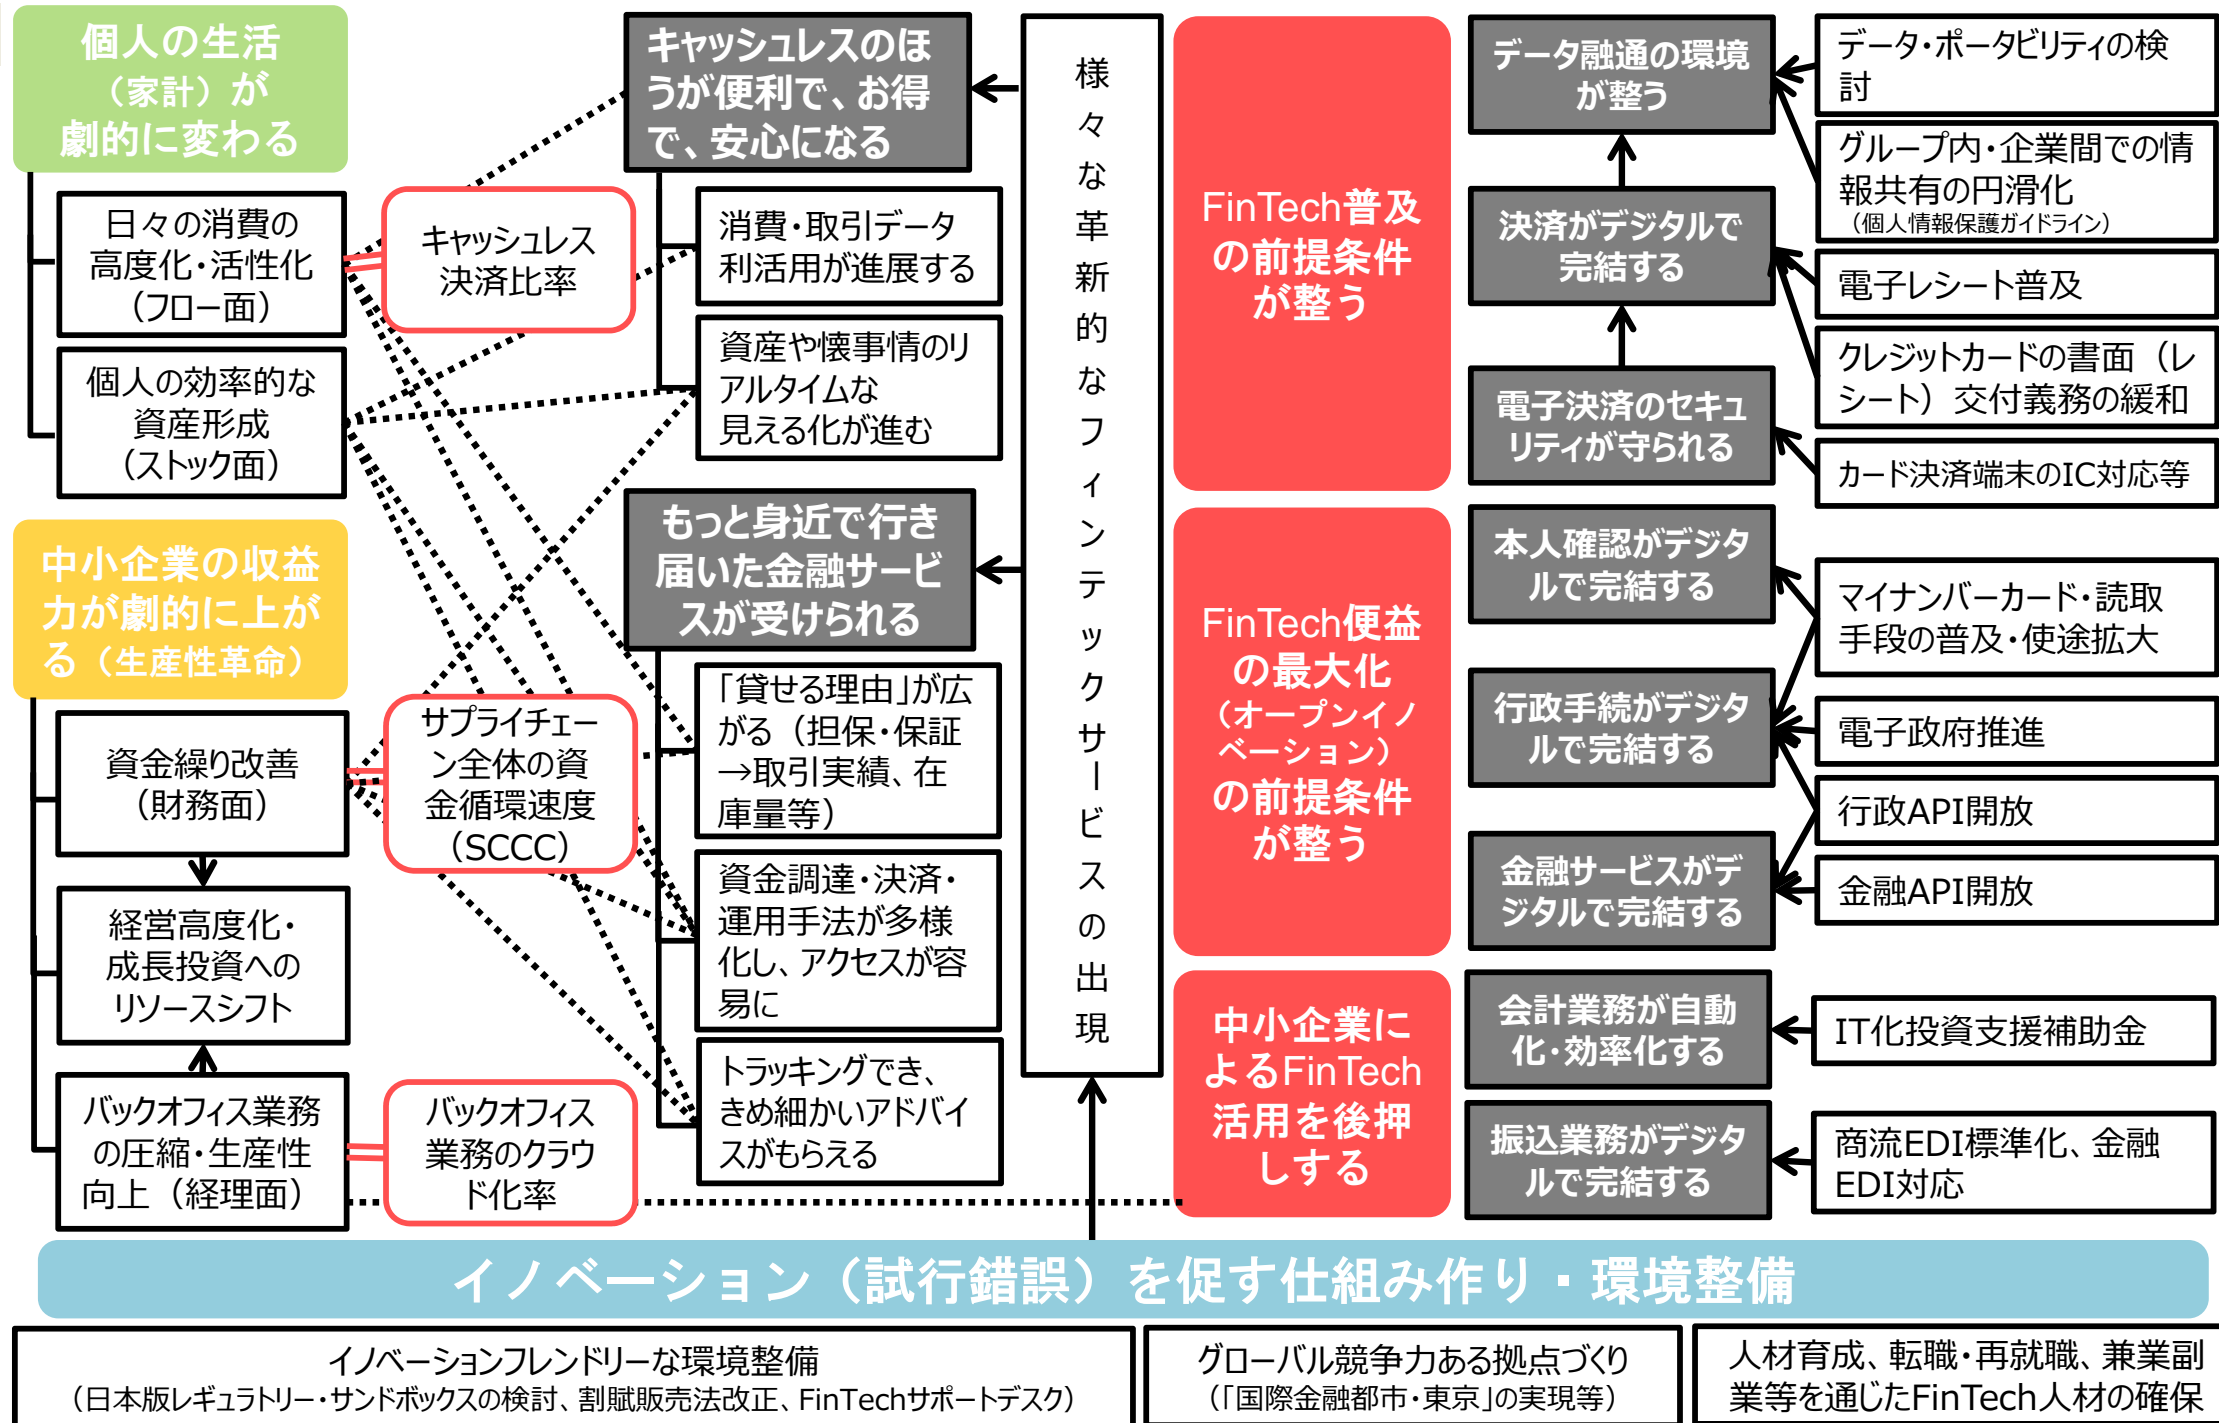 個人の生活
（家計）が
劇的に変わる
日々の消費の
高度化・活性化
（フロー面）
個人の効率的な
資産形成
（ストック面）
中小企業の収益
力が劇的に上が
る（生産性革命）
資金繰り改善
（財務面）
経営高度化・
成長投資への
リソースシフト
バックオフィス業務
の圧縮・生産性
向上（経理面）
キャッシュレス
決済比率
サプライチェー
ン全体の資
金循環速度
（SCCC）
バックオフィス
業務のクラウ
ド化率
キャッシュレスのほ
うが便利で、お得
で、安心になる
消費・取引データ
利活用が進展する
資産や懐事情のリ
アルタイムな
見える化が進む
もっと身近で行き
届いた金融サービ
スが受けられる
「貸せる理由」が広
がる（担保・保証
→取引実績、在
庫量等）
資金調達・決済・
運用手法が多様
化し、アクセスが容
易に
トラッキングでき、
きめ細かいアドバイ
スがもらえる
様々な革新的なフィンテックサービスの出現
FinTech普及
の前提条件
が整う
FinTech便益
の最大化
（オープンイノ
ベーション）
の前提条件
が整う
中小企業に
よるFinTech
活用を後押
しする
データ融通の環境
が整う
決済がデジタルで
完結する
電子決済のセキュ
リティが守られる
本人確認がデジタ
ルで完結する
行政手続がデジタ
ルで完結する
金融サービスがデ
ジタルで完結する
会計業務が自動
化・効率化する
振込業務がデジタ
ルで完結する
データ・ポータビリティの検
討
グループ内・企業間での情
報共有の円滑化
（個人情報保護ガイドライン）
電子レシート普及
クレジットカードの書面（レ
シート）交付義務の緩和
カード決済端末のIC対応等
マイナンバーカード・読取
手段の普及・使途拡大
電子政府推進
行政API開放
金融API開放
IT化投資支援補助金
商流EDI標準化、金融
EDI対応
イノベーション（試行錯誤）を促す仕組み作り・環境整備
イノベーションフレンドリーな環境整備
（日本版レギュラトリー・サンドボックスの検討、割賦販売法改正、FinTechサポートデスク）
グローバル競争力ある拠点づくり
（「国際金融都市・東京」の実現等）
人材育成、転職・再就職、兼業副
業等を通じたFinTech人材の確保